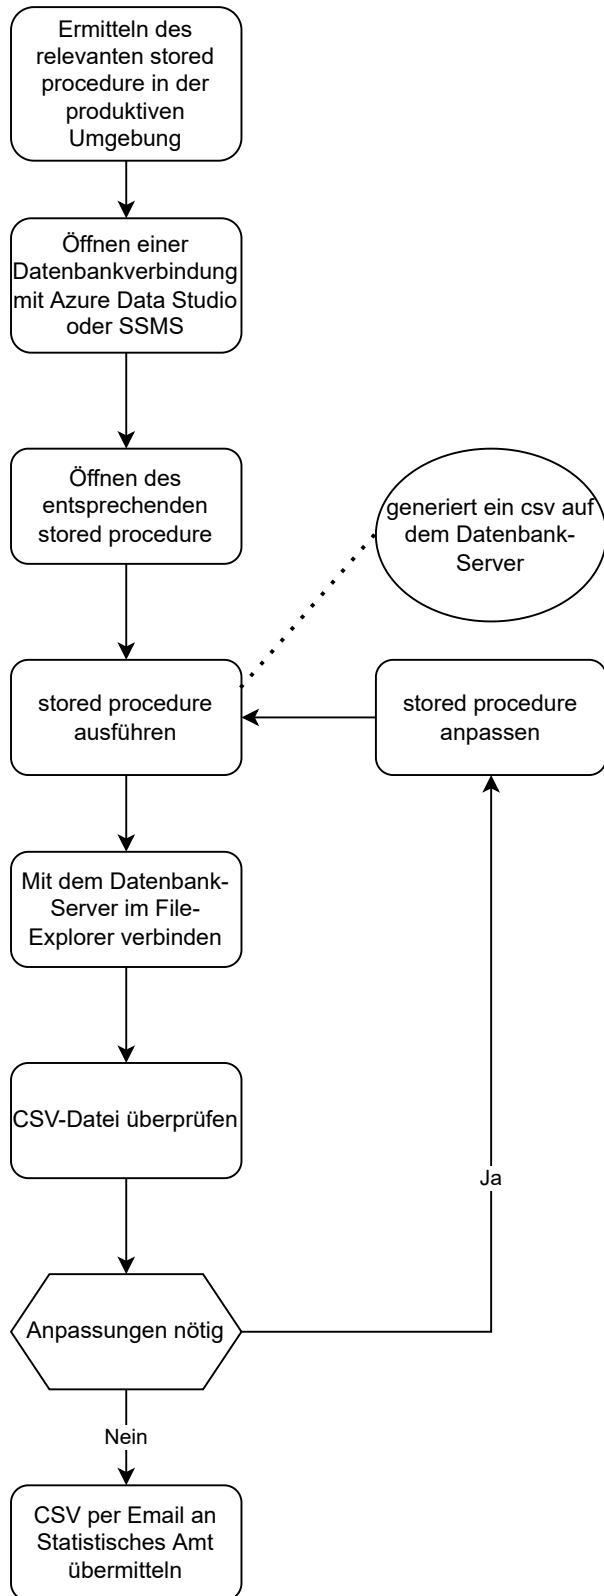 Ermitteln des
relevanten stored
procedure in der
produktiven
Umgebung
Öffnen einer
Datenbankverbindung
mit Azure Data Studio
oder SSMS
Öffnen des
entsprechenden
stored procedure
generiert ein csv auf
dem Datenbank-
Server
stored procedure
ausführen
stored procedure
anpassen
Mit dem Datenbank-
Server im File-
Explorer verbinden
CSV-Datei überprüfen
Ja
Anpassungen nötig
Nein
CSV per Email an
Statistisches Amt
übermitteln